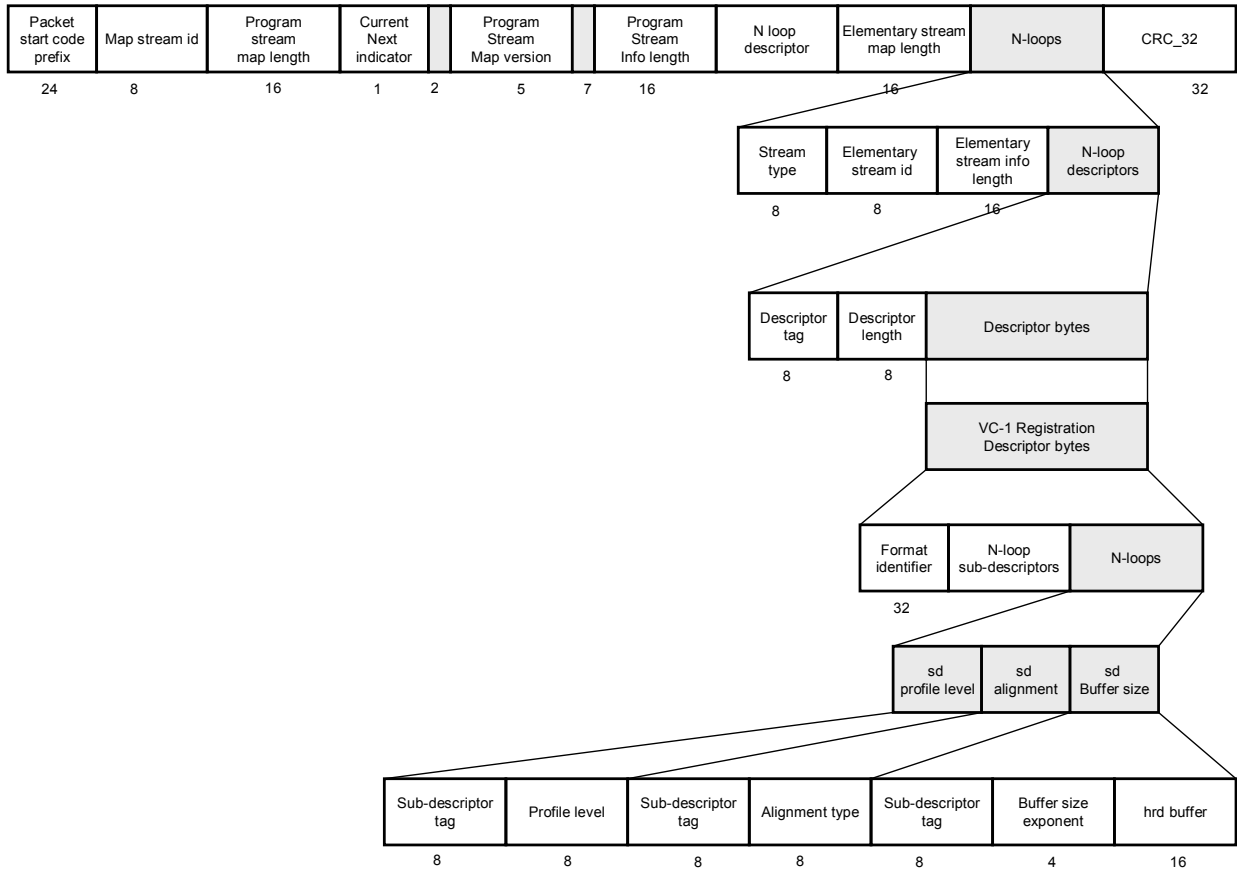 Packet
start code
prefix
Map stream id
Program
stream
map length
Current
Next
indicator
Program
Stream
Map version
Program
Stream
Info length
N loop
descriptor
Elementary stream
map length
N-loops
CRC_32
24
8
16
1
2
5
7
16
16
32
Stream
type
Elementary
stream id
Elementary
stream info
length
N-loop
descriptors
8
8
16
Descriptor
tag
Descriptor
length
Descriptor bytes
8
8
VC-1 Registration
Descriptor bytes
Format
identifier
N-loop
sub-descriptors
N-loops
32
sd
profile level
sd
alignment
sd
Buffer size
Sub-descriptor
tag
Profile level
Sub-descriptor
tag
Alignment type
Sub-descriptor
tag
Buffer size
exponent
hrd buffer
8
8
8
8
8
4
16